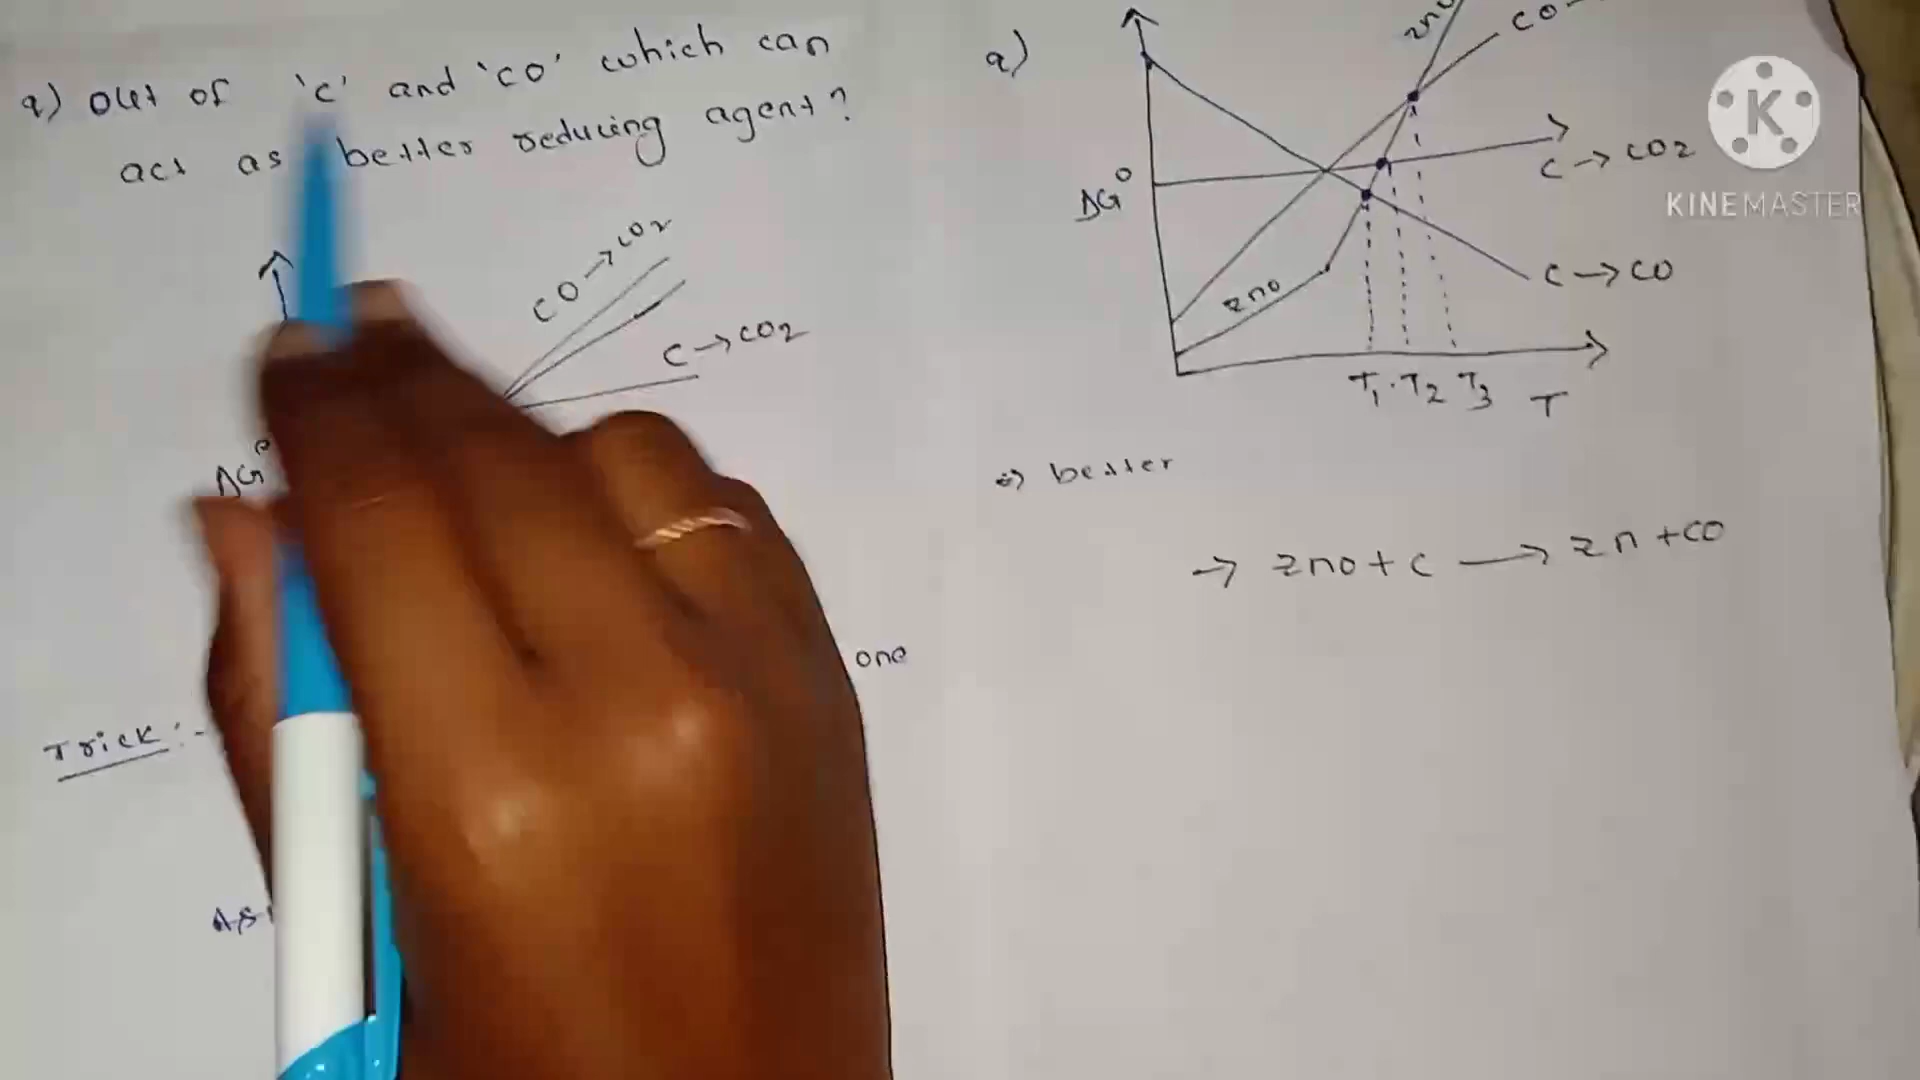 q) Out of 'C' and 'CO' which can
act as better reducing agent?
CO → CO2
C → CO2
ΔG°
one
Trick :-
q)
ZnO
CO
C → CO2
ΔG°
C → CO
ZnO
T1 T2 T3 T
⇒ better
→ ZnO + C ⟶ Zn + CO
K
KINEMASTER